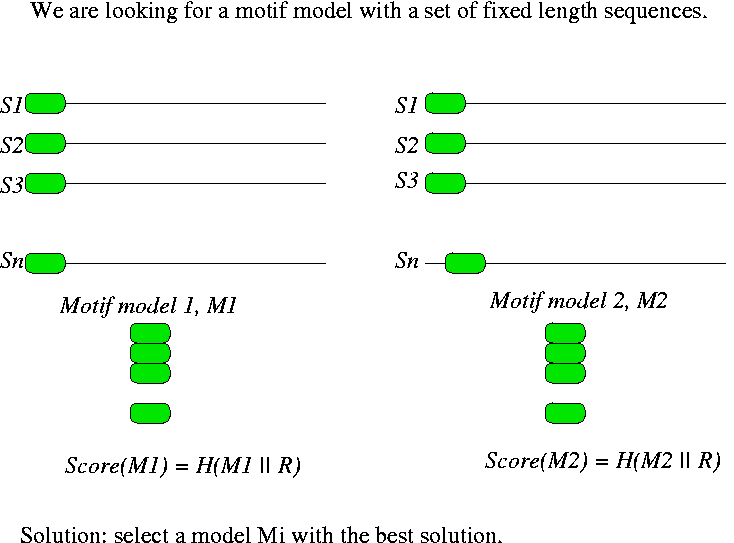 We are looking for a motif model with a set of fixed length sequences.
S1
S2
S3
Sn
Motif model 1, M1
Score(M1) = H(M1 || R)
S1
S2
S3
Sn
Motif model 2, M2
Score(M2) = H(M2 || R)
Solution: select a model Mi with the best solution.